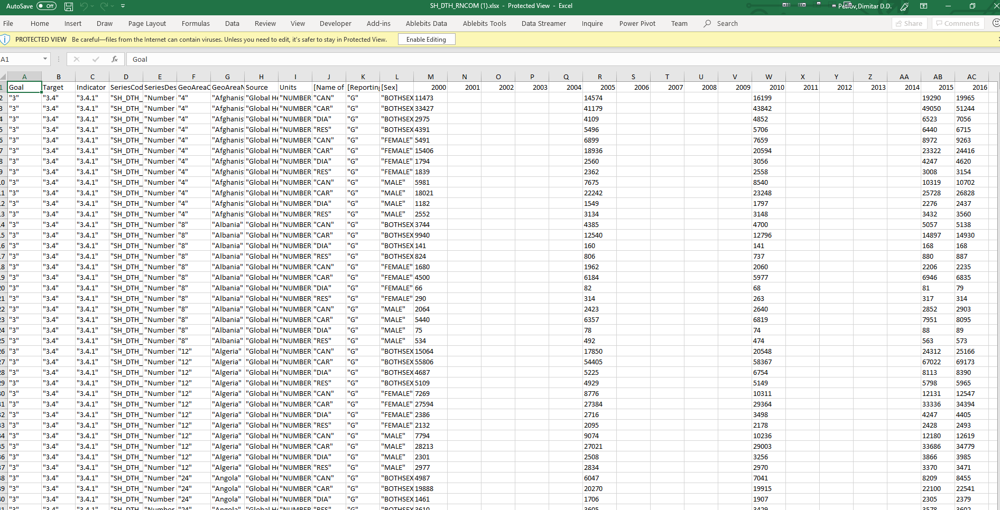 AutoSave Off SH_DTH_RNCOM (1).xlsx - Protected View - Excel Petrov,Dimitar D.D.
File Home Insert Draw Page Layout Formulas Data Review View Developer Add-ins Ablebits Data Ablebits Tools Data Streamer Inquire Power Pivot Team Search Share Comments
PROTECTED VIEW Be careful—files from the Internet can contain viruses. Unless you need to edit, it's safer to stay in Protected View. Enable Editing
A1 fx Goal
A B C D E F G H I J K L M N O P Q R S T U V W X Y Z AA AB AC
1 Goal Target Indicator SeriesCod SeriesDes GeoAreaC GeoAreaN Source Units [Name of [Reporting [Sex] 2000 2001 2002 2003 2004 2005 2006 2007 2008 2009 2010 2011 2012 2013 2014 2015 2016
2 "3" "3.4" "3.4.1" "SH_DTH_ "Number "4" "Afghanis "Global He "NUMBER "CAN" "G" "BOTHSEX 11473 14574 16199 19290 19965
3 "3" "3.4" "3.4.1" "SH_DTH_ "Number "4" "Afghanis "Global He "NUMBER "CAR" "G" "BOTHSEX 33427 41179 43842 49050 51244
4 "3" "3.4" "3.4.1" "SH_DTH_ "Number "4" "Afghanis "Global He "NUMBER "DIA" "G" "BOTHSEX 2975 4109 4852 6523 7056
5 "3" "3.4" "3.4.1" "SH_DTH_ "Number "4" "Afghanis "Global He "NUMBER "RES" "G" "BOTHSEX 4391 5496 5706 6440 6715
6 "3" "3.4" "3.4.1" "SH_DTH_ "Number "4" "Afghanis "Global He "NUMBER "CAN" "G" "FEMALE" 5491 6899 7659 8972 9263
7 "3" "3.4" "3.4.1" "SH_DTH_ "Number "4" "Afghanis "Global He "NUMBER "CAR" "G" "FEMALE" 15406 18936 20594 23322 24416
8 "3" "3.4" "3.4.1" "SH_DTH_ "Number "4" "Afghanis "Global He "NUMBER "DIA" "G" "FEMALE" 1794 2560 3056 4247 4620
9 "3" "3.4" "3.4.1" "SH_DTH_ "Number "4" "Afghanis "Global He "NUMBER "RES" "G" "FEMALE" 1839 2362 2558 3008 3154
10 "3" "3.4" "3.4.1" "SH_DTH_ "Number "4" "Afghanis "Global He "NUMBER "CAN" "G" "MALE" 5981 7675 8540 10319 10702
11 "3" "3.4" "3.4.1" "SH_DTH_ "Number "4" "Afghanis "Global He "NUMBER "CAR" "G" "MALE" 18021 22242 23248 25728 26828
12 "3" "3.4" "3.4.1" "SH_DTH_ "Number "4" "Afghanis "Global He "NUMBER "DIA" "G" "MALE" 1182 1549 1797 2276 2437
13 "3" "3.4" "3.4.1" "SH_DTH_ "Number "4" "Afghanis "Global He "NUMBER "RES" "G" "MALE" 2552 3134 3148 3432 3560
14 "3" "3.4" "3.4.1" "SH_DTH_ "Number "8" "Albania" "Global He "NUMBER "CAN" "G" "BOTHSEX 3744 4385 4700 5057 5138
15 "3" "3.4" "3.4.1" "SH_DTH_ "Number "8" "Albania" "Global He "NUMBER "CAR" "G" "BOTHSEX 9940 12540 12796 14897 14930
16 "3" "3.4" "3.4.1" "SH_DTH_ "Number "8" "Albania" "Global He "NUMBER "DIA" "G" "BOTHSEX 141 160 141 168 168
17 "3" "3.4" "3.4.1" "SH_DTH_ "Number "8" "Albania" "Global He "NUMBER "RES" "G" "BOTHSEX 824 806 737 880 887
18 "3" "3.4" "3.4.1" "SH_DTH_ "Number "8" "Albania" "Global He "NUMBER "CAN" "G" "FEMALE" 1680 1962 2060 2206 2235
19 "3" "3.4" "3.4.1" "SH_DTH_ "Number "8" "Albania" "Global He "NUMBER "CAR" "G" "FEMALE" 4500 6184 5977 6946 6835
20 "3" "3.4" "3.4.1" "SH_DTH_ "Number "8" "Albania" "Global He "NUMBER "DIA" "G" "FEMALE" 66 82 68 81 79
21 "3" "3.4" "3.4.1" "SH_DTH_ "Number "8" "Albania" "Global He "NUMBER "RES" "G" "FEMALE" 290 314 263 317 314
22 "3" "3.4" "3.4.1" "SH_DTH_ "Number "8" "Albania" "Global He "NUMBER "CAN" "G" "MALE" 2064 2423 2640 2852 2903
23 "3" "3.4" "3.4.1" "SH_DTH_ "Number "8" "Albania" "Global He "NUMBER "CAR" "G" "MALE" 5440 6357 6819 7951 8095
24 "3" "3.4" "3.4.1" "SH_DTH_ "Number "8" "Albania" "Global He "NUMBER "DIA" "G" "MALE" 75 78 74 88 89
25 "3" "3.4" "3.4.1" "SH_DTH_ "Number "8" "Albania" "Global He "NUMBER "RES" "G" "MALE" 534 492 474 563 573
26 "3" "3.4" "3.4.1" "SH_DTH_ "Number "12" "Algeria" "Global He "NUMBER "CAN" "G" "BOTHSEX 15064 17850 20548 24312 25166
27 "3" "3.4" "3.4.1" "SH_DTH_ "Number "12" "Algeria" "Global He "NUMBER "CAR" "G" "BOTHSEX 55806 54405 58367 67022 69173
28 "3" "3.4" "3.4.1" "SH_DTH_ "Number "12" "Algeria" "Global He "NUMBER "DIA" "G" "BOTHSEX 4687 5225 6754 8113 8390
29 "3" "3.4" "3.4.1" "SH_DTH_ "Number "12" "Algeria" "Global He "NUMBER "RES" "G" "BOTHSEX 5109 4929 5149 5798 5965
30 "3" "3.4" "3.4.1" "SH_DTH_ "Number "12" "Algeria" "Global He "NUMBER "CAN" "G" "FEMALE" 7269 8776 10311 12131 12547
31 "3" "3.4" "3.4.1" "SH_DTH_ "Number "12" "Algeria" "Global He "NUMBER "CAR" "G" "FEMALE" 27594 27384 29364 33336 34394
32 "3" "3.4" "3.4.1" "SH_DTH_ "Number "12" "Algeria" "Global He "NUMBER "DIA" "G" "FEMALE" 2386 2716 3498 4247 4405
33 "3" "3.4" "3.4.1" "SH_DTH_ "Number "12" "Algeria" "Global He "NUMBER "RES" "G" "FEMALE" 2132 2095 2178 2428 2493
34 "3" "3.4" "3.4.1" "SH_DTH_ "Number "12" "Algeria" "Global He "NUMBER "CAN" "G" "MALE" 7794 9074 10236 12180 12619
35 "3" "3.4" "3.4.1" "SH_DTH_ "Number "12" "Algeria" "Global He "NUMBER "CAR" "G" "MALE" 28213 27021 29003 33686 34779
36 "3" "3.4" "3.4.1" "SH_DTH_ "Number "12" "Algeria" "Global He "NUMBER "DIA" "G" "MALE" 2301 2508 3256 3866 3985
37 "3" "3.4" "3.4.1" "SH_DTH_ "Number "12" "Algeria" "Global He "NUMBER "RES" "G" "MALE" 2977 2834 2970 3370 3471
38 "3" "3.4" "3.4.1" "SH_DTH_ "Number "24" "Angola" "Global He "NUMBER "CAN" "G" "BOTHSEX 4987 6047 7041 8209 8455
39 "3" "3.4" "3.4.1" "SH_DTH_ "Number "24" "Angola" "Global He "NUMBER "CAR" "G" "BOTHSEX 19888 20270 19915 22100 22541
40 "3" "3.4" "3.4.1" "SH_DTH_ "Number "24" "Angola" "Global He "NUMBER "DIA" "G" "BOTHSEX 1461 1706 1907 2305 2379
41 "3" "3.4" "3.4.1" "SH_DTH_ "Number "24" "Angola" "Global He "NUMBER "RES" "G" "BOTHSEX 3610 3605 3429 3578 3602